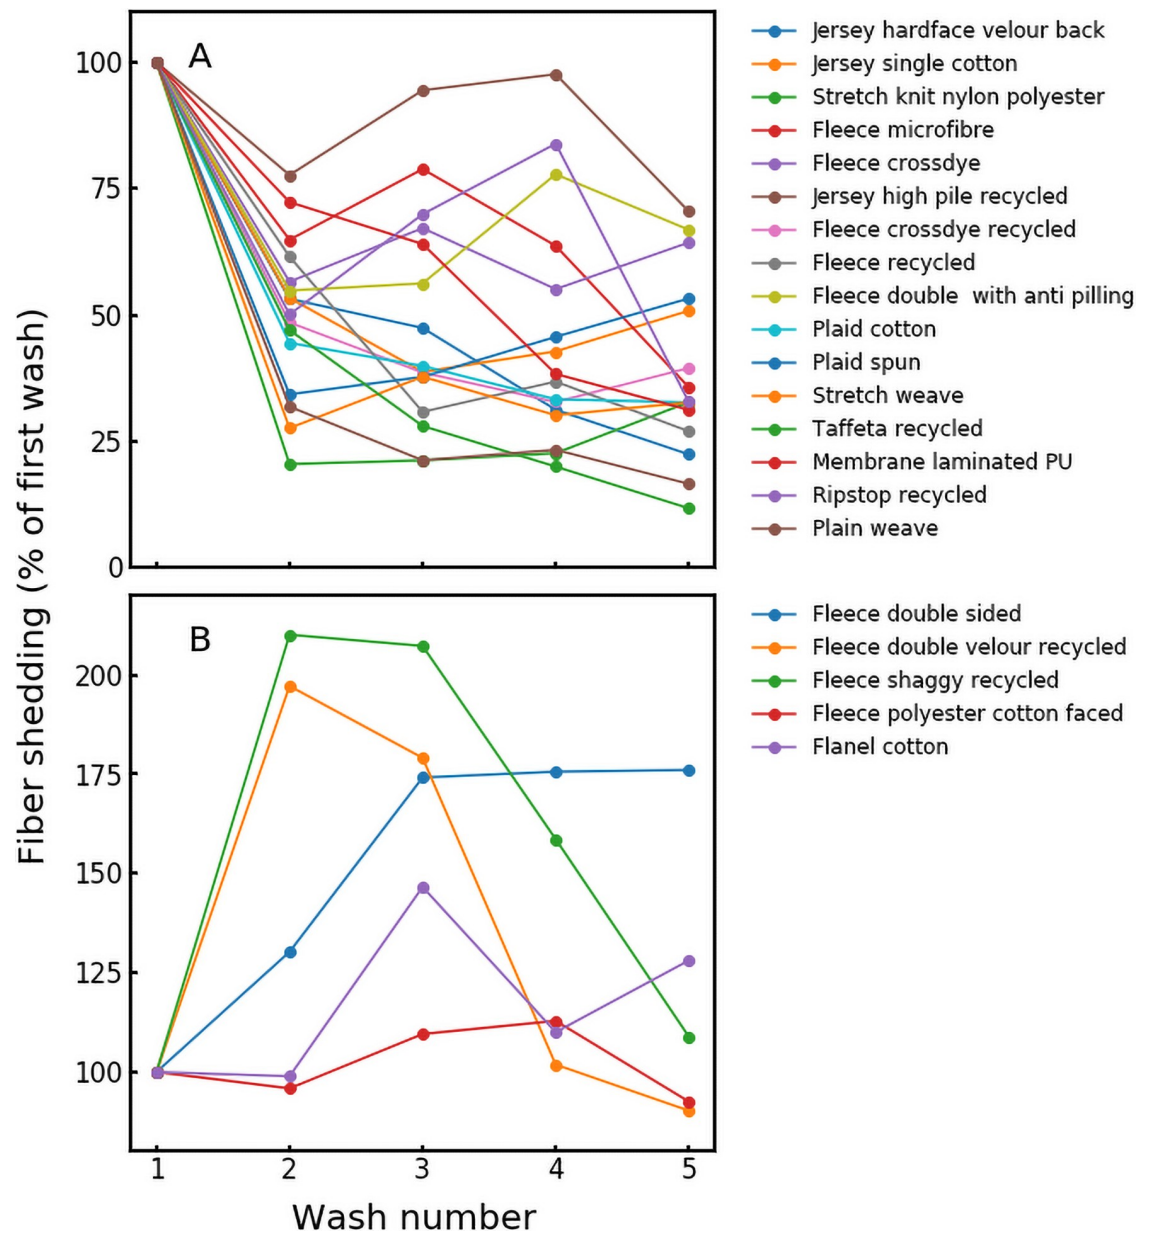 A
100
75
50
25
0
Jersey hardface velour back
Jersey single cotton
Stretch knit nylon polyester
Fleece microfibre
Fleece crossdye
Jersey high pile recycled
Fleece crossdye recycled
Fleece recycled
Fleece double  with anti pilling
Plaid cotton
Plaid spun
Stretch weave
Taffeta recycled
Membrane laminated PU
Ripstop recycled
Plain weave
Fiber shedding (% of first wash)
B
200
175
150
125
100
Fleece double sided
Fleece double velour recycled
Fleece shaggy recycled
Fleece polyester cotton faced
Flanel cotton
1 2 3 4 5
Wash number